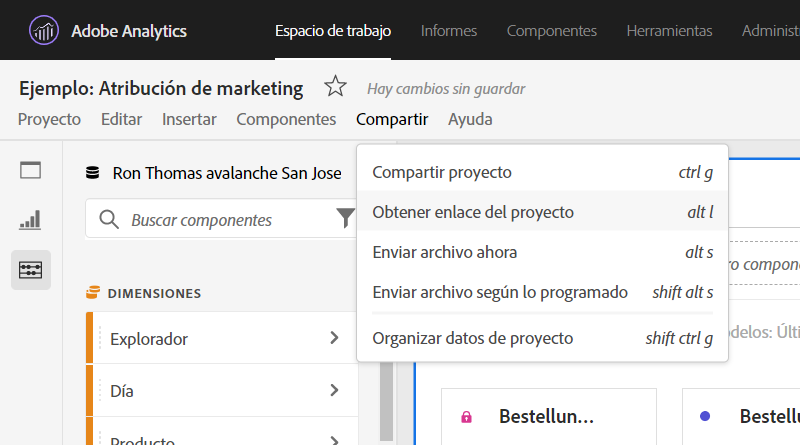 Adobe Analytics
Espacio de trabajo Informes Componentes Herramientas Administ
Ejemplo: Atribución de marketing Hay cambios sin guardar
Proyecto Editar Insertar Componentes Compartir Ayuda
Ron Thomas avalanche San Jose
Buscar componentes
DIMENSIONES
Explorador
Día
Producto
Compartir proyecto ctrl g
Obtener enlace del proyecto alt l
Enviar archivo ahora alt s
Enviar archivo según lo programado shift alt s
Organizar datos de proyecto shift ctrl g
ro compone
delos: Últi
Bestellun...
Bestellu